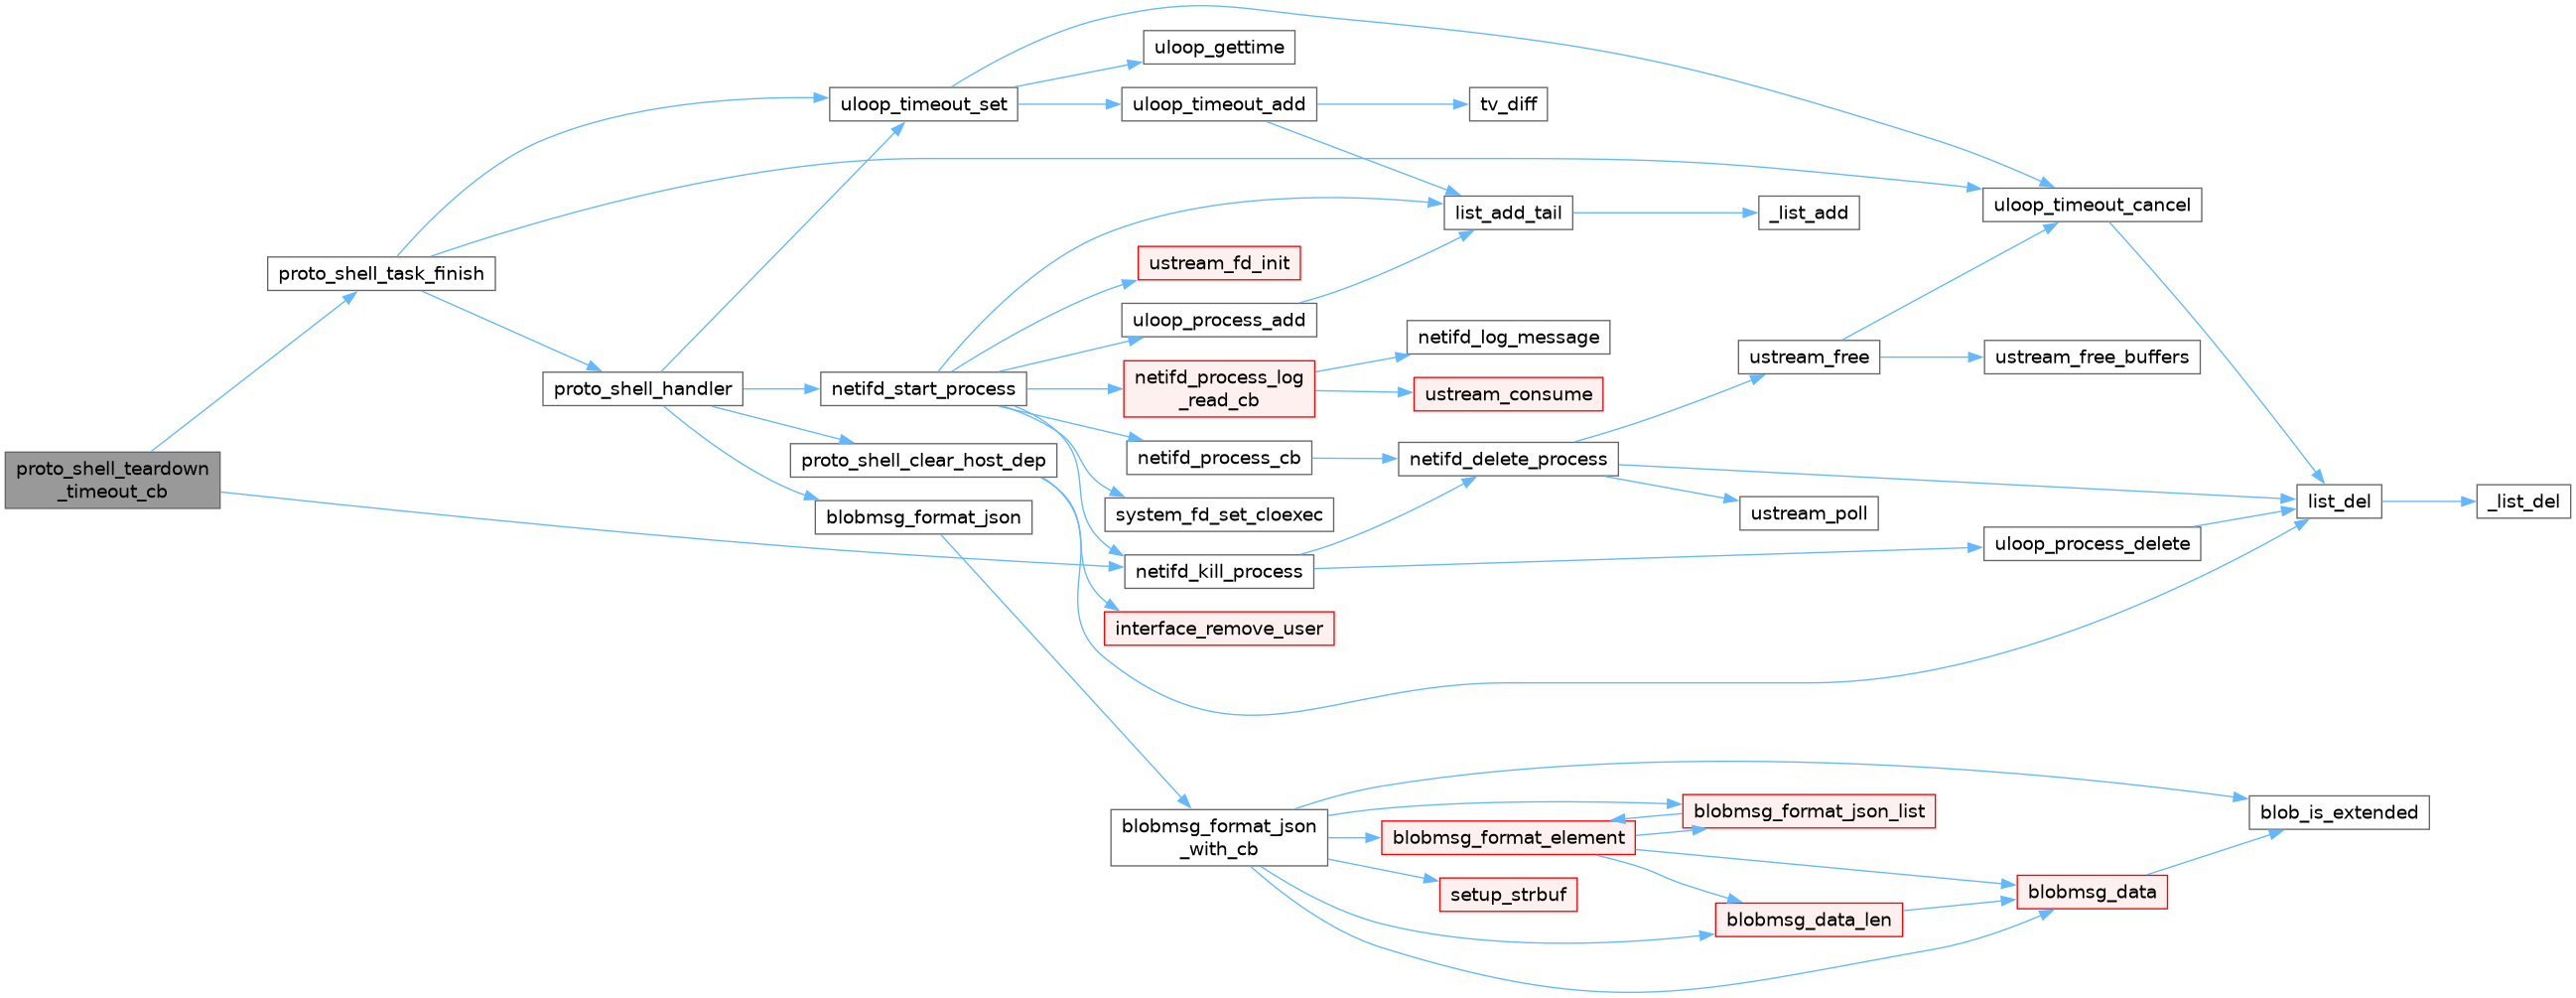 proto_shell_teardown
_timeout_cb
proto_shell_task_finish
proto_shell_handler
uloop_timeout_set
netifd_start_process
proto_shell_clear_host_dep
blobmsg_format_json
uloop_gettime
uloop_timeout_add
ustream_fd_init
uloop_process_add
netifd_process_log
_read_cb
netifd_process_cb
system_fd_set_cloexec
netifd_kill_process
interface_remove_user
blobmsg_format_json
_with_cb
tv_diff
list_add_tail
netifd_log_message
ustream_consume
netifd_delete_process
blobmsg_format_element
setup_strbuf
_list_add
ustream_free
ustream_poll
blobmsg_format_json_list
blobmsg_data_len
uloop_timeout_cancel
ustream_free_buffers
uloop_process_delete
blobmsg_data
list_del
blob_is_extended
_list_del